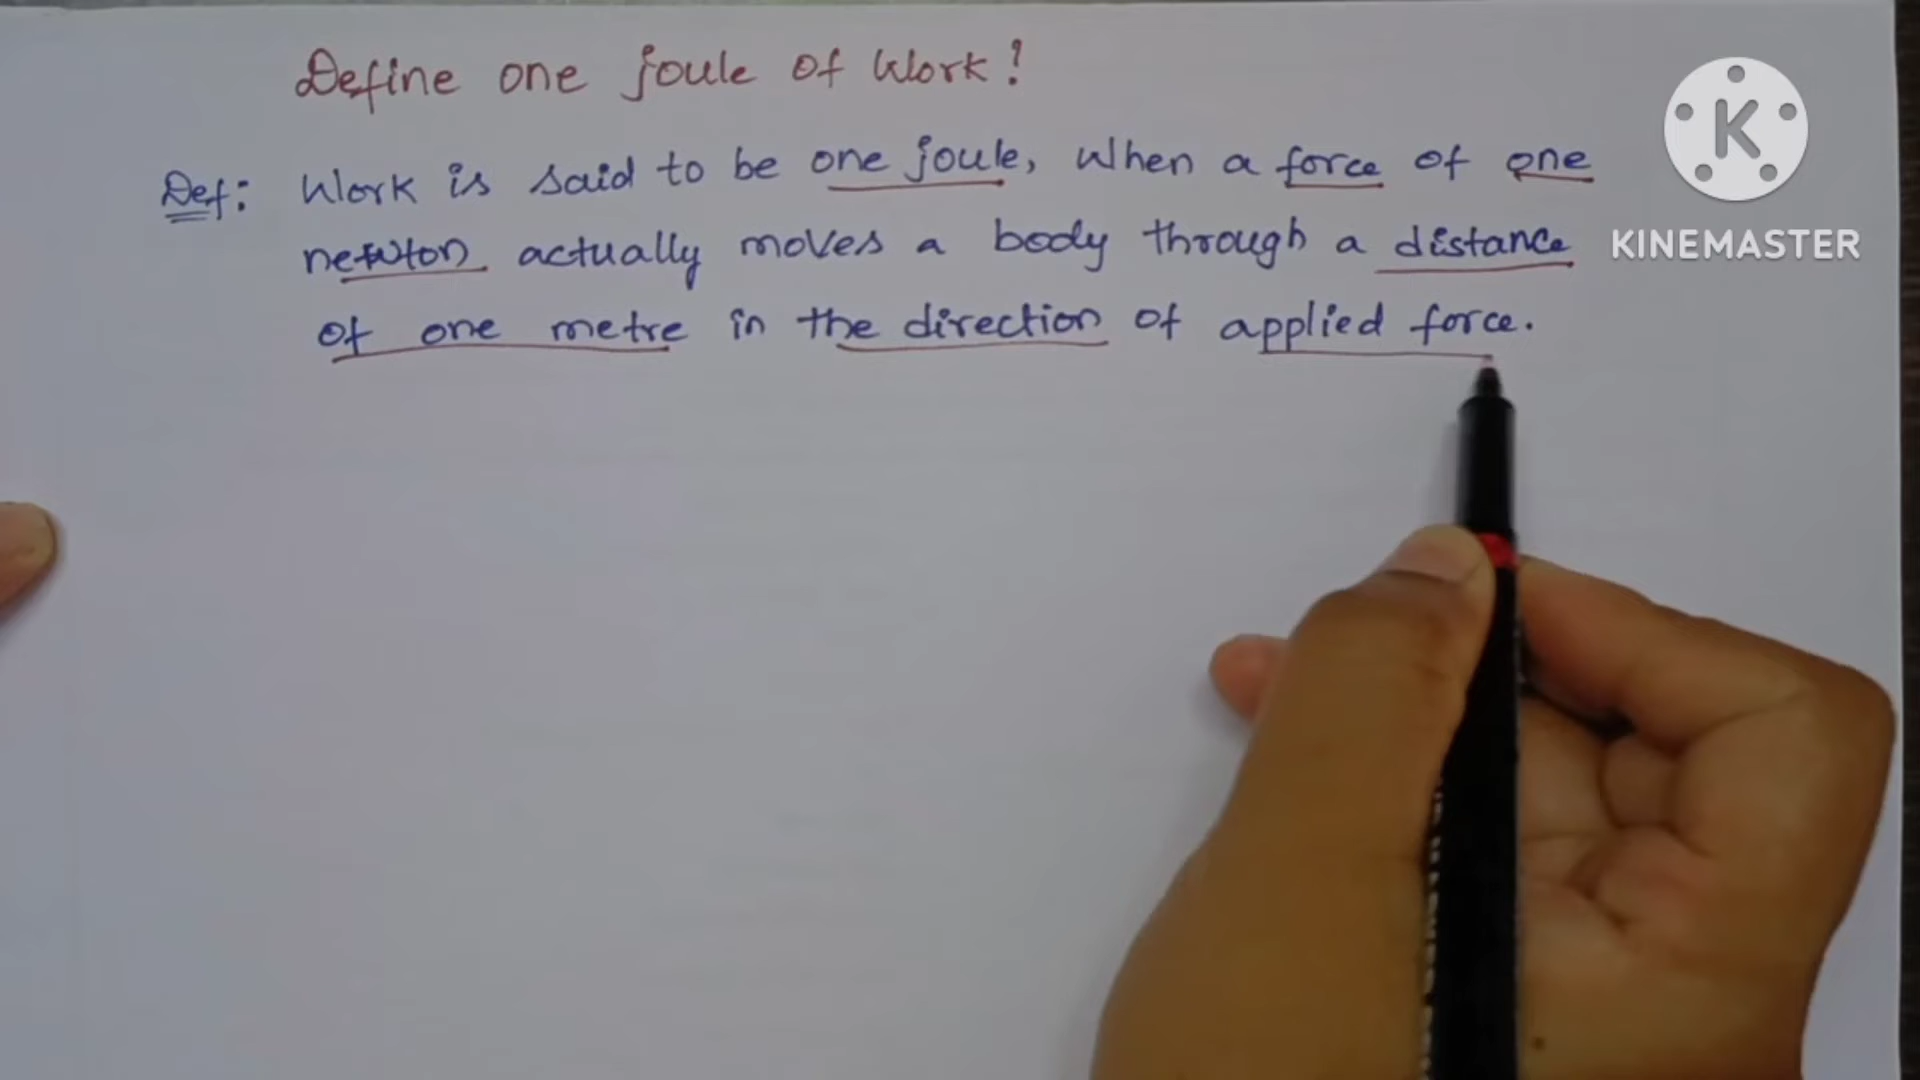 Define one joule of work?
Def: Work is said to be one joule, when a force of one
newton actually moves a body through a distance
of one metre in the direction of applied force.
K
KINEMASTER